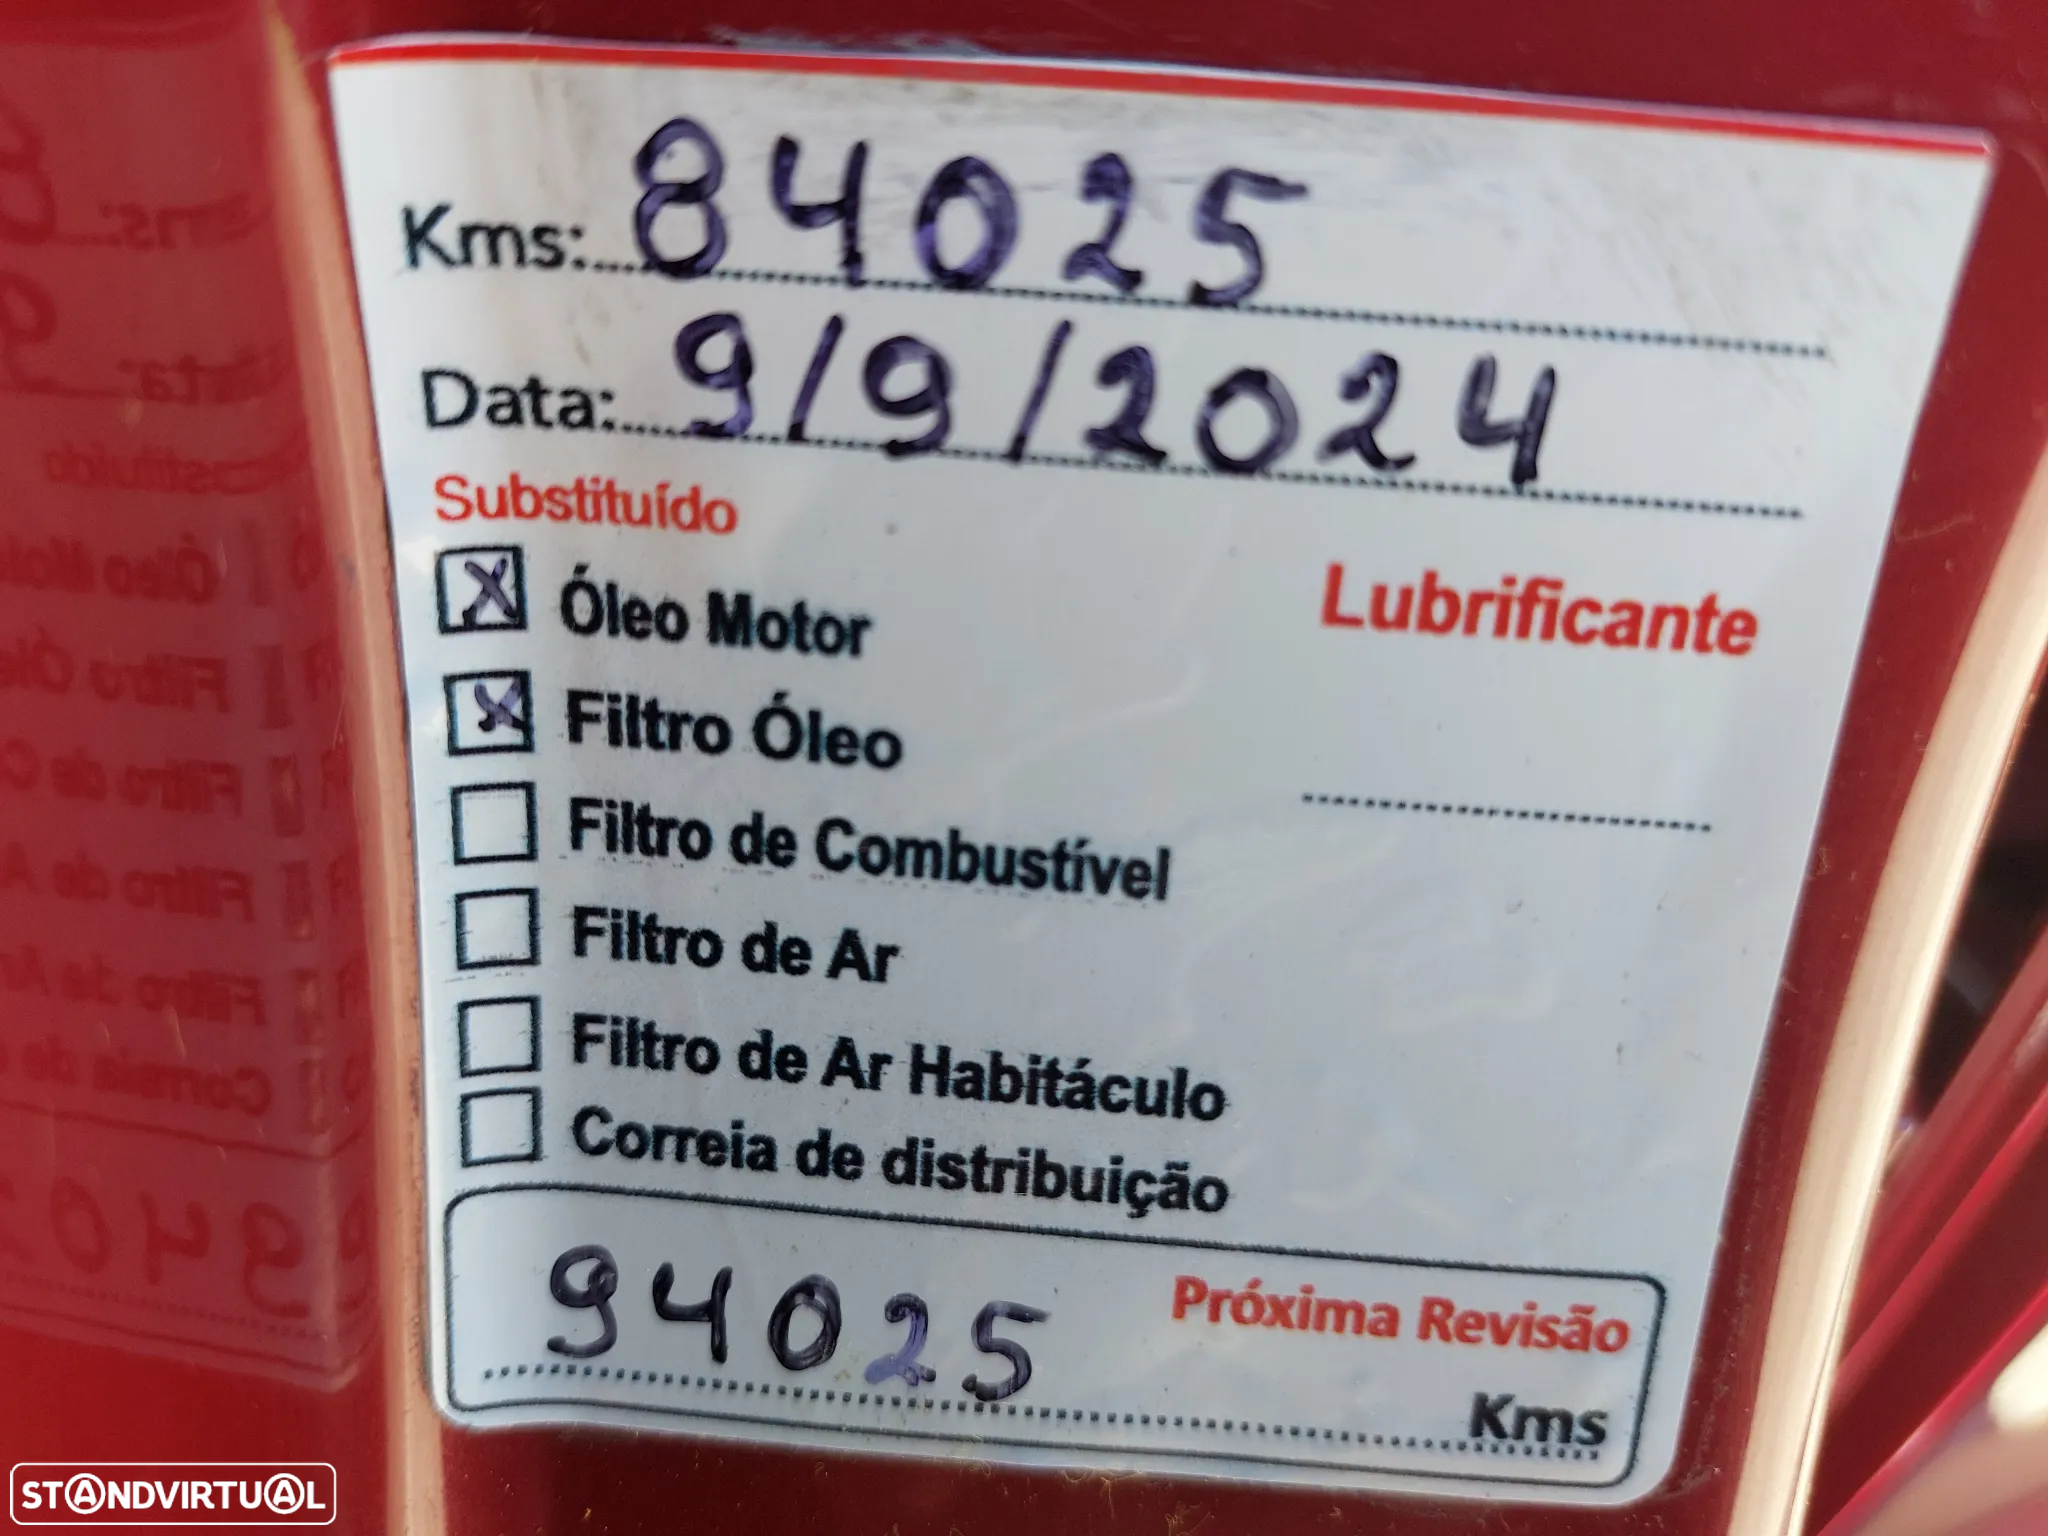 Kms: 84025
Data: 9/9/2024
Substituído
Lubrificante
X Óleo Motor
X Filtro Óleo
Filtro de Combustível
Filtro de Ar
Filtro de Ar Habitáculo
Correia de distribuição
94025
Próxima Revisão
Kms
STANDVIRTUAL